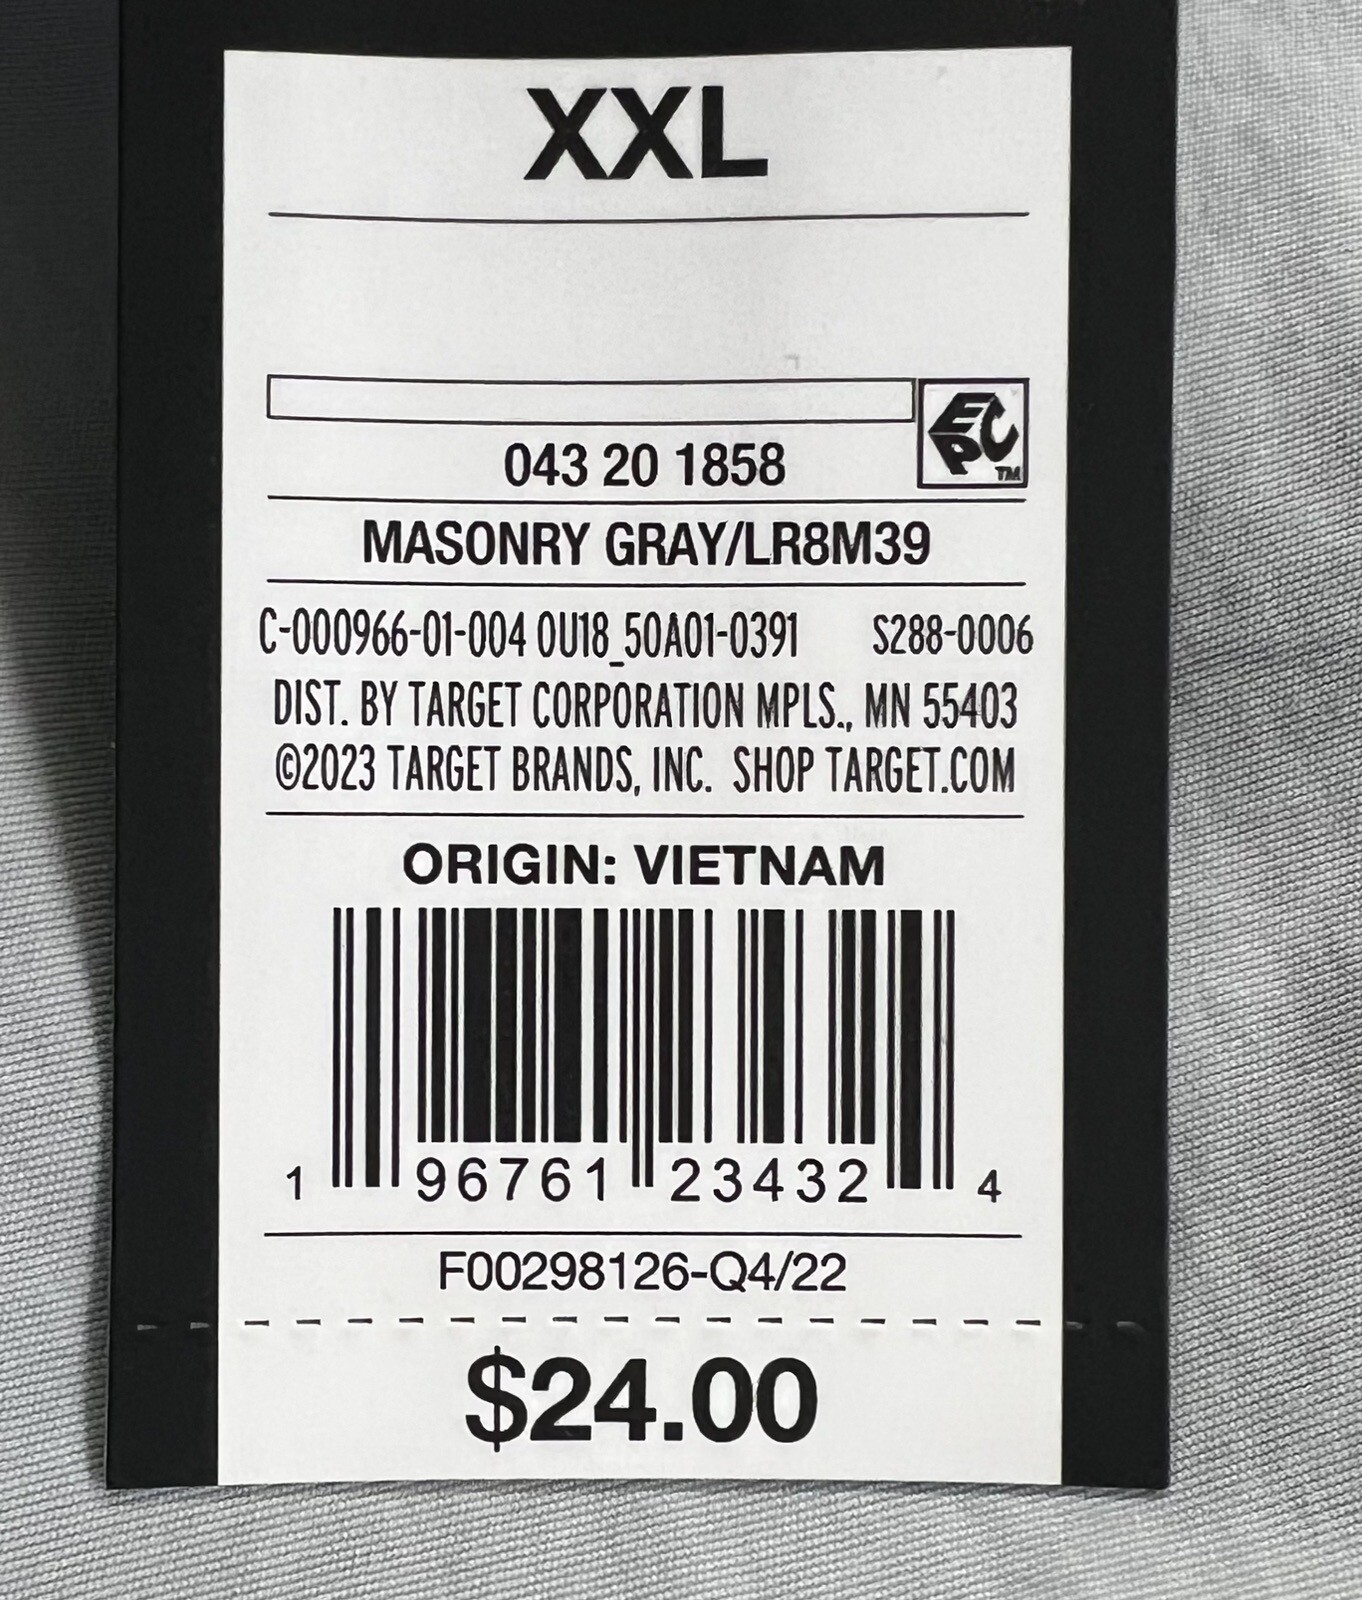 XXL
EPC™
043 20 1858
MASONRY GRAY/LR8M39
C-000966-01-004 0U18_50A01-0391 S288-0006
DIST. BY TARGET CORPORATION MPLS., MN 55403
©2023 TARGET BRANDS, INC. SHOP TARGET.COM
ORIGIN: VIETNAM
1 96761 23432 4
F00298126-Q4/22
$24.00